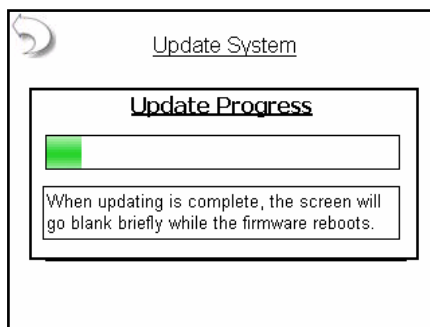 Update System
Update Progress
When updating is complete, the screen will
go blank briefly while the firmware reboots.